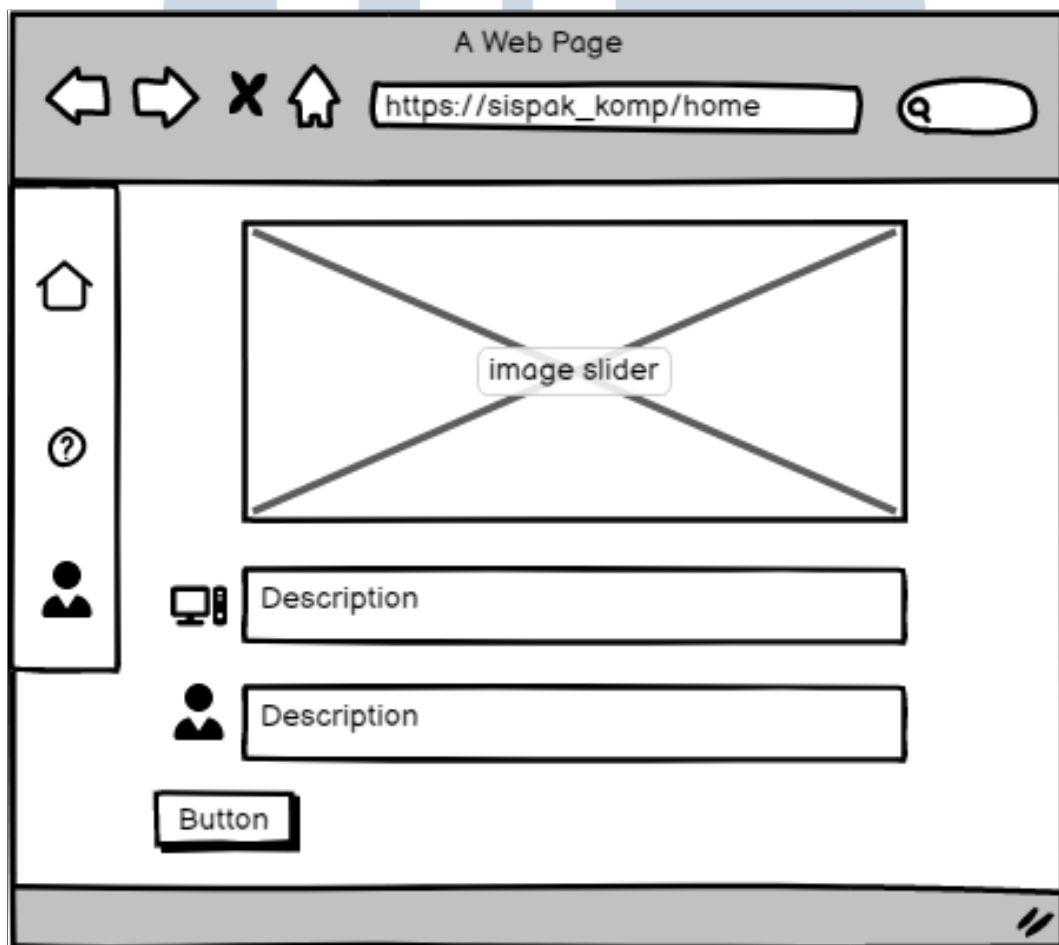 A Web Page
https://sispak_komp/home
image slider
?
Description
Description
Button